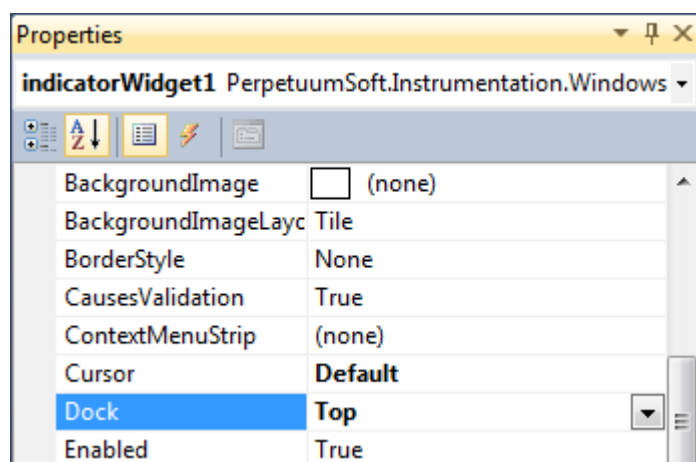 Properties
indicatorWidget1 PerpetuumSoft.Instrumentation.Windows
BackgroundImage (none)
BackgroundImageLayc Tile
BorderStyle None
CausesValidation True
ContextMenuStrip (none)
Cursor Default
Dock Top
Enabled True